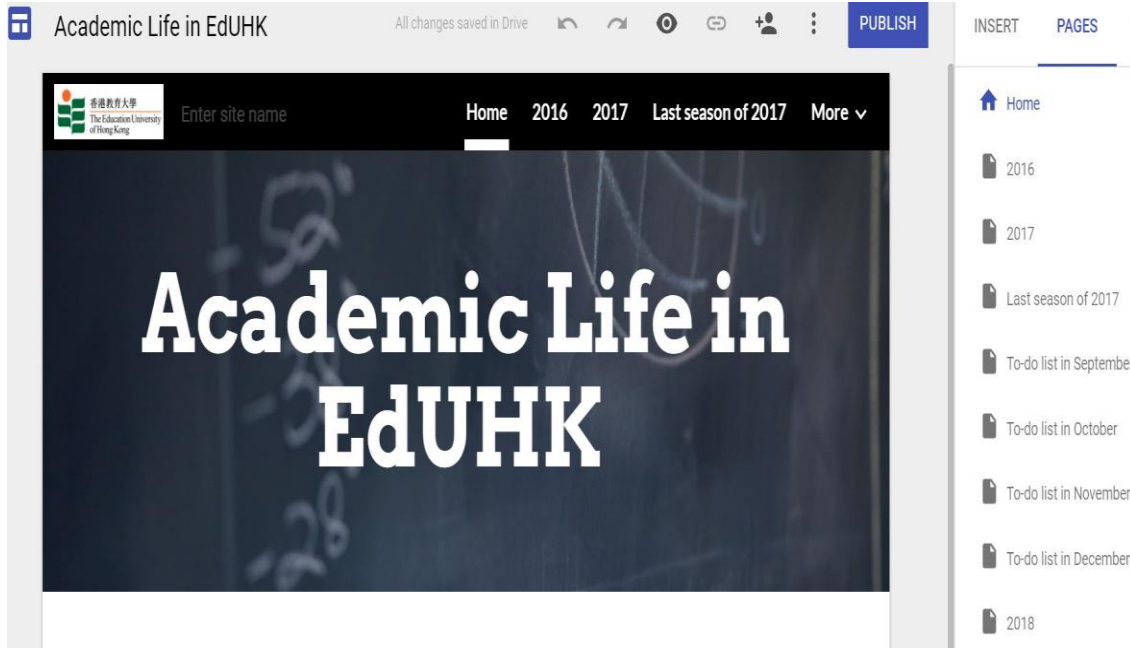 Academic Life in EdUHK
All changes saved in Drive
PUBLISH
INSERT PAGES
香港教育大學
The Education University
of Hong Kong
Enter site name
Home 2016 2017 Last season of 2017 More
Academic Life in
EdUHK
-52
-28
Home
2016
2017
Last season of 2017
To-do list in Septembe
To-do list in October
To-do list in November
To-do list in December
2018